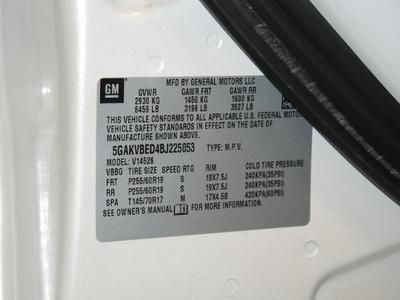 GM
MFD BY GENERAL MOTORS LLC
GVWR GAWR FRT GAWR RR
2930 KG 1450 KG 1600 KG
6459 LB 3196 LB 3527 LB
THIS VEHICLE CONFORMS TO ALL APPLICABLE U.S. FEDERAL MOTOR
VEHICLE SAFETY AND THEFT PREVENTION STANDARDS
IN EFFECT ON THE DATE OF
MANUFACTURE SHOWN ABOVE.
5GAKVBED4BJ225053 TYPE: M.P.V.
MODEL: V14526
VBBG TIRE SIZE SPEED RTG RIM COLD TIRE PRESSURE
FRT P255/60R19 S 19X7.5J 240KPA(35PSI)
RR P255/60R19 S 19X7.5J 240KPA(35PSI)
SPA T145/70R17 M 17X4.5B 420KPA(60PSI)
SEE OWNER'S MANUAL FOR MORE INFORMATION.